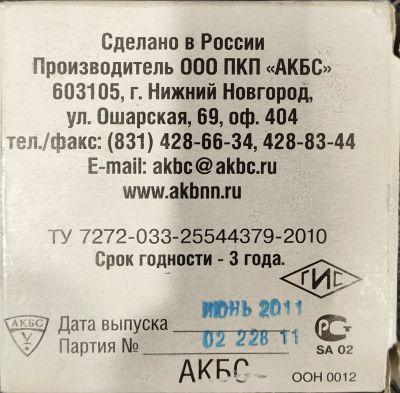 Сделано в России
Производитель ООО ПКП «АКБС»
603105, г. Нижний Новгород,
ул. Ошарская, 69, оф. 404
тел./факс: (831) 428-66-34, 428-83-44
E-mail: akbc@akbc.ru
www.akbnn.ru
ТУ 7272-033-25544379-2010
Срок годности - 3 года.
ГИС
АКБС
Дата выпуска ИЮНЬ 2011
Партия № 02 228 11
РСТ
SA 02
АКБС
ООН 0012